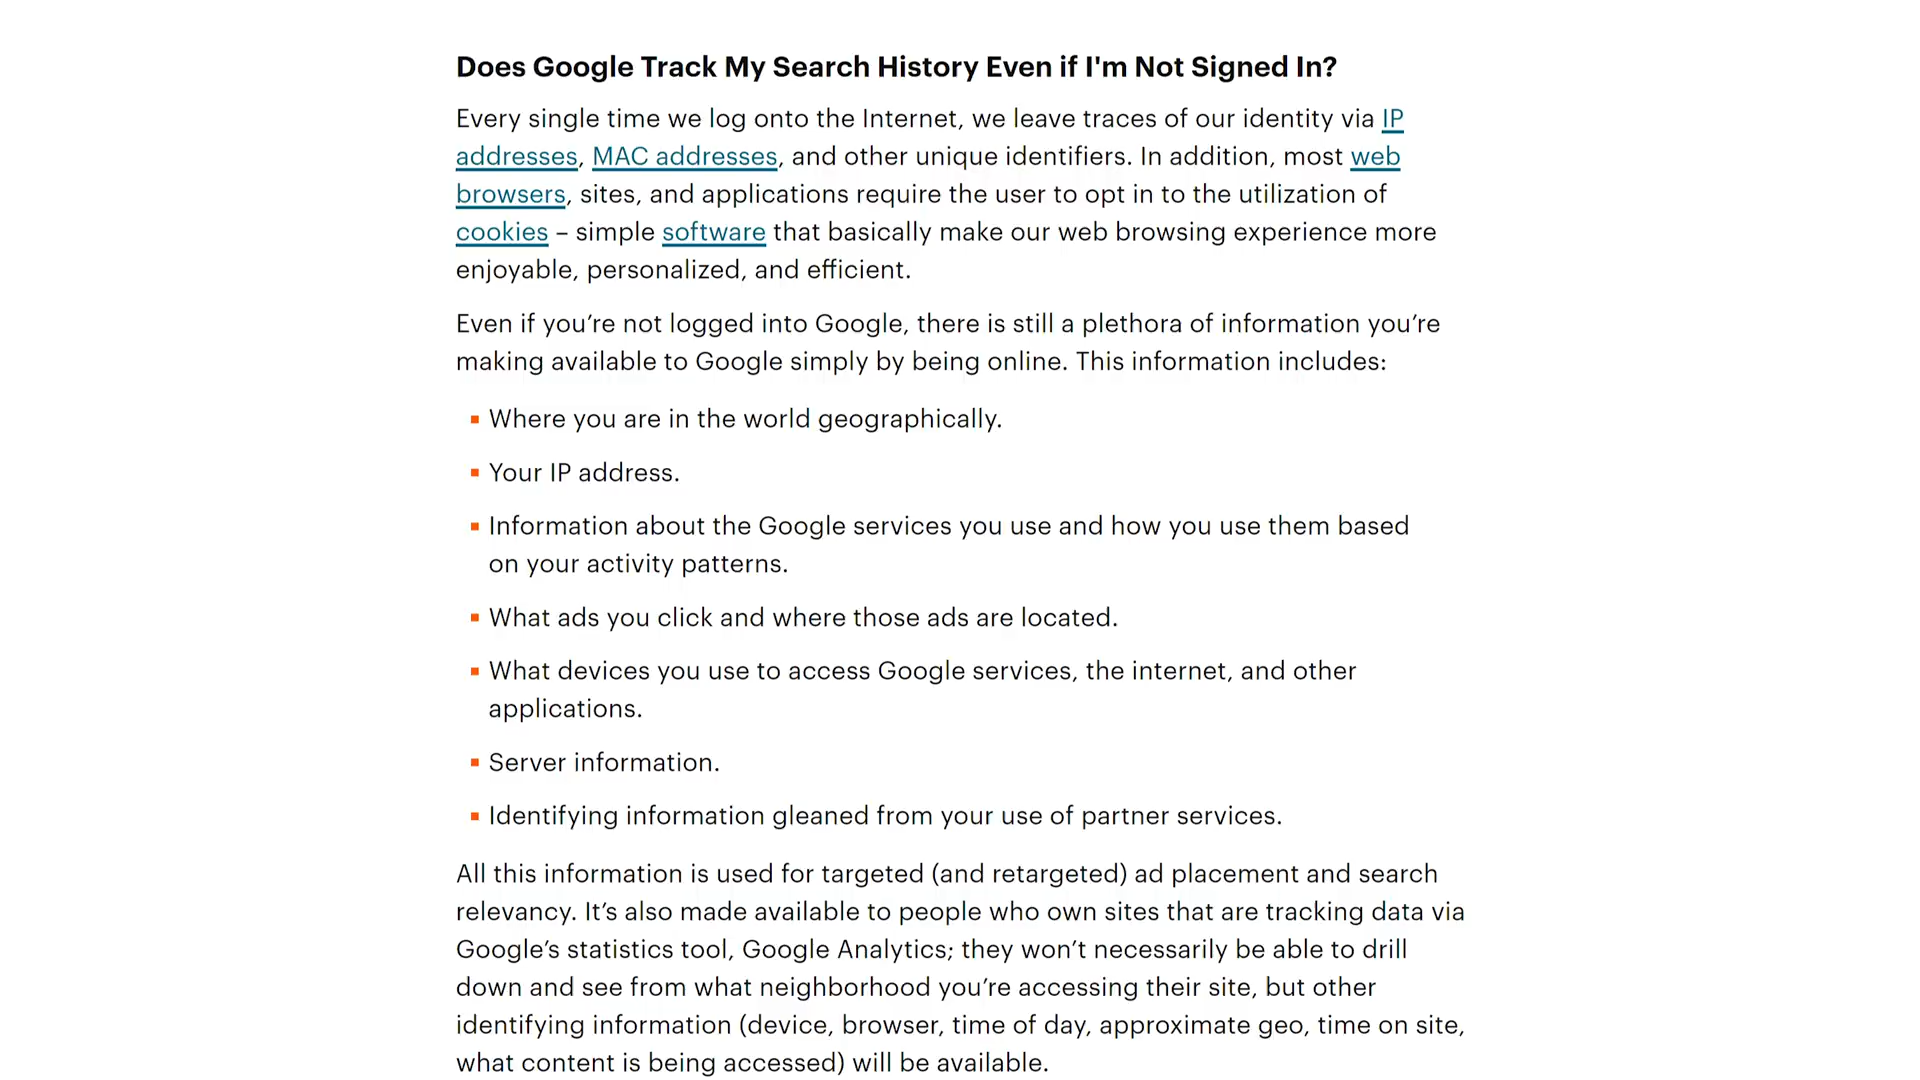 Does Google Track My Search History Even if I'm Not Signed In?
Every single time we log onto the Internet, we leave traces of our identity via IP
addresses, MAC addresses, and other unique identifiers. In addition, most web
browsers, sites, and applications require the user to opt in to the utilization of
cookies – simple software that basically make our web browsing experience more
enjoyable, personalized, and efficient.
Even if you’re not logged into Google, there is still a plethora of information you’re
making available to Google simply by being online. This information includes:
Where you are in the world geographically.
Your IP address.
Information about the Google services you use and how you use them based
on your activity patterns.
What ads you click and where those ads are located.
What devices you use to access Google services, the internet, and other
applications.
Server information.
Identifying information gleaned from your use of partner services.
All this information is used for targeted (and retargeted) ad placement and search
relevancy. It’s also made available to people who own sites that are tracking data via
Google’s statistics tool, Google Analytics; they won’t necessarily be able to drill
down and see from what neighborhood you’re accessing their site, but other
identifying information (device, browser, time of day, approximate geo, time on site,
what content is being accessed) will be available.